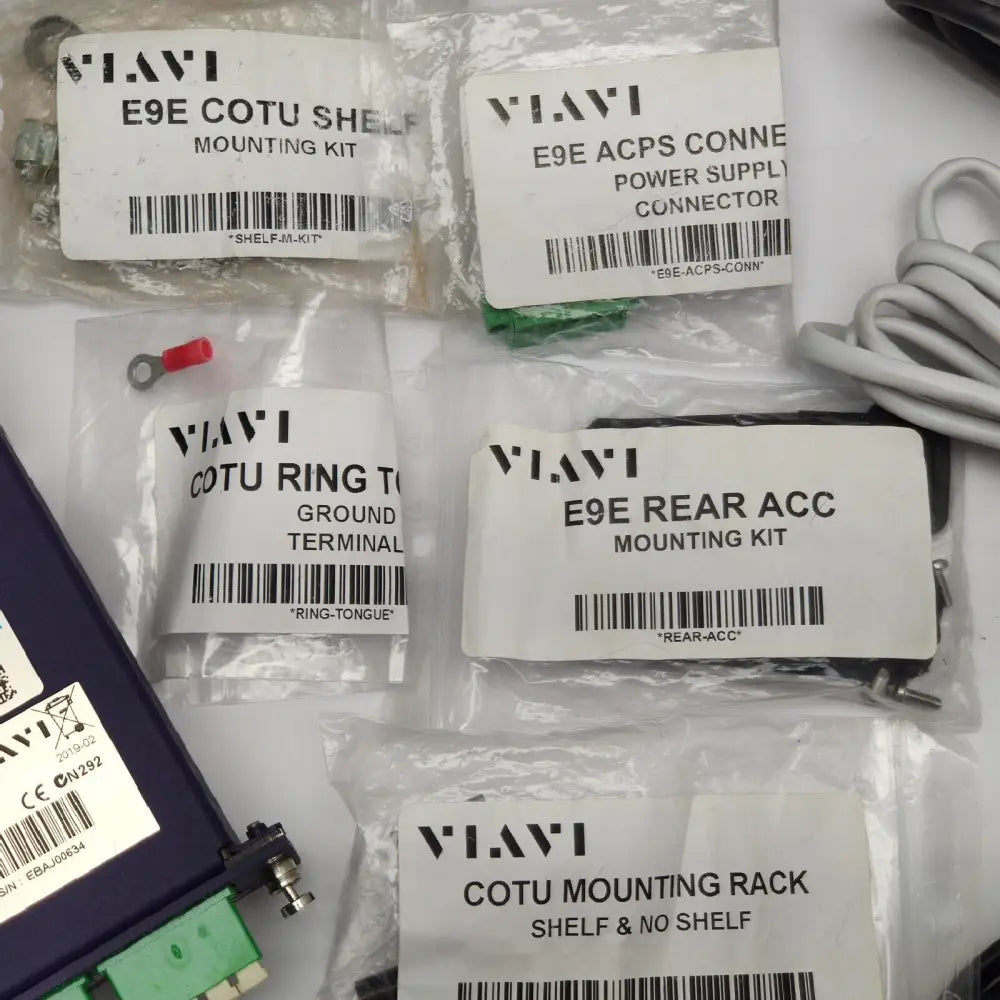 VIAVI
E9E COTU SHELF
MOUNTING KIT
*SHELF-M-KIT*
VIAVI
E9E ACPS CONNE
POWER SUPPLY
CONNECTOR
*E9E-ACPS-CONN*
VIAVI
COTU RING TO
GROUND
TERMINAL
*RING-TONGUE*
VIAVI
E9E REAR ACC
MOUNTING KIT
*REAR-ACC*
VIAVI
2019-02
CE N292
S/N : EBAJ00634
VIAVI
COTU MOUNTING RACK
SHELF & NO SHELF